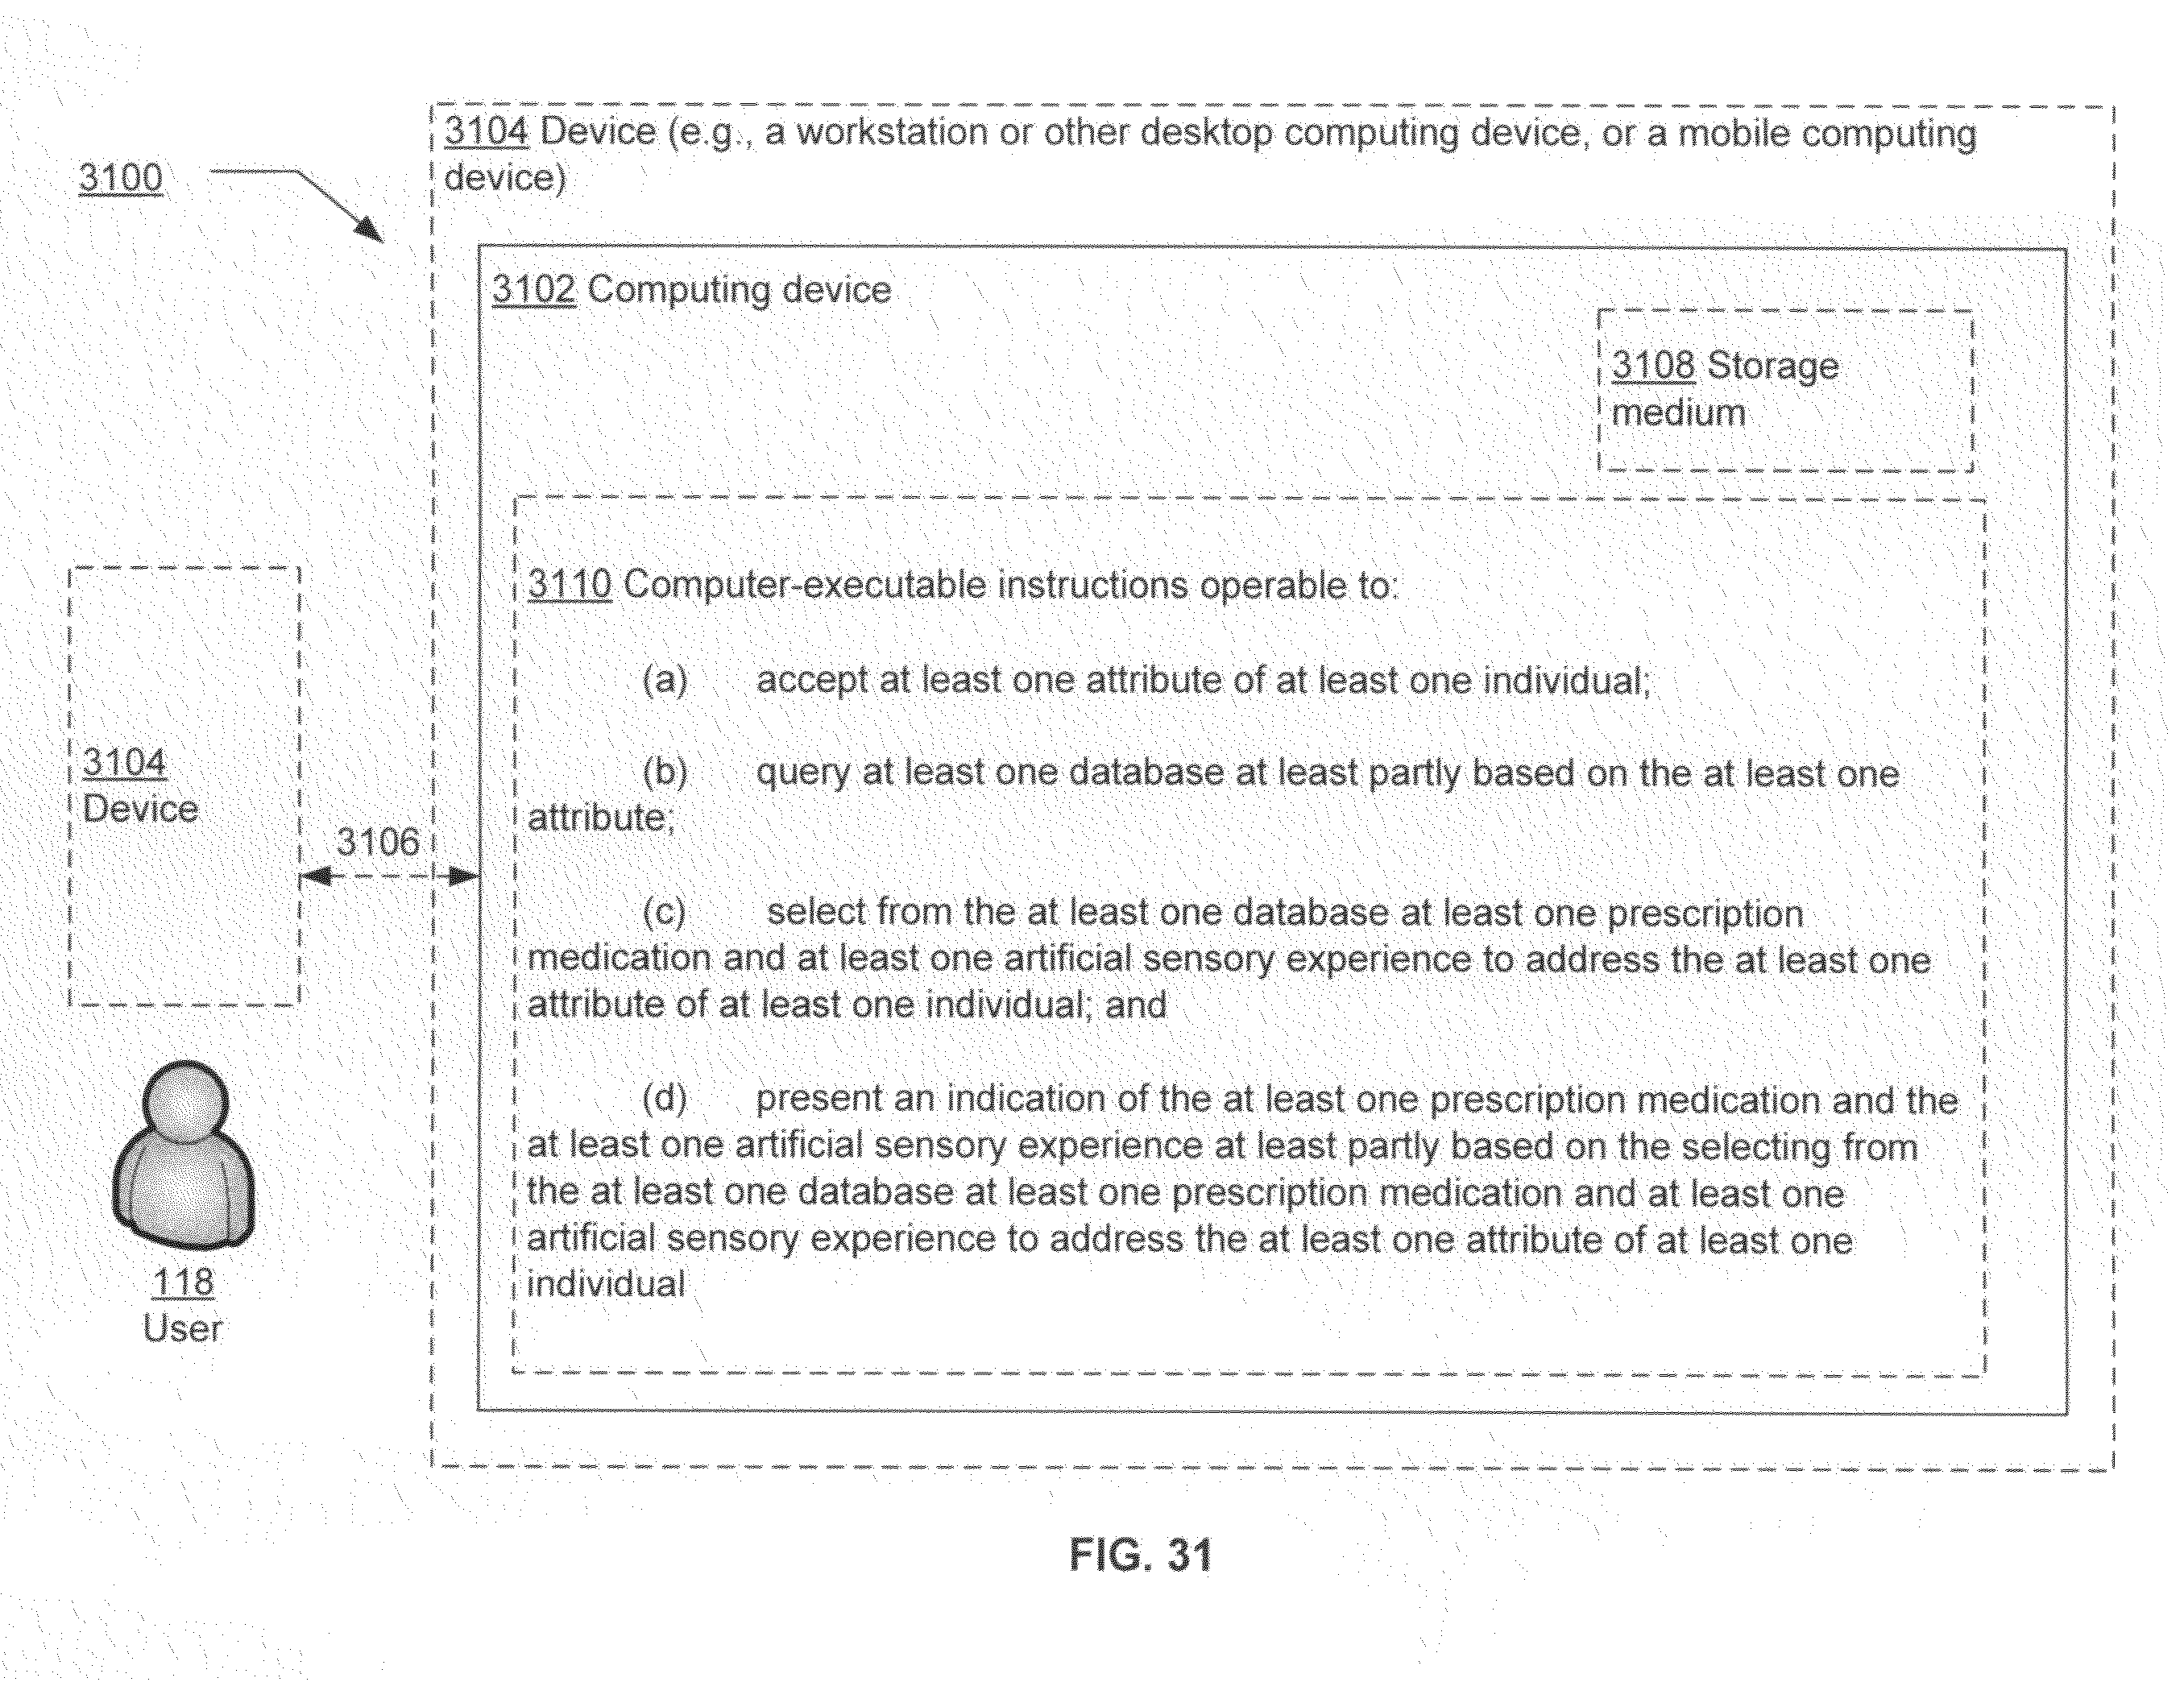 3104 Device (e.g., a workstation or other desktop computing device, or a mobile computing
device)
3100
3102 Computing device
3108 Storage
medium
3110 Computer-executable instructions operable to:
(a) accept at least one attribute of at least one individual;
(b) query at least one database at least partly based on the at least one
attribute;
(c) select from the at least one database at least one prescription
medication and at least one artificial sensory experience to address the at least one
attribute of at least one individual; and
(d) present an indication of the at least one prescription medication and the
at least one artificial sensory experience at least partly based on the selecting from
the at least one database at least one prescription medication and at least one
artificial sensory experience to address the at least one attribute of at least one
individual
3104
Device
3106
118
User
FIG. 31